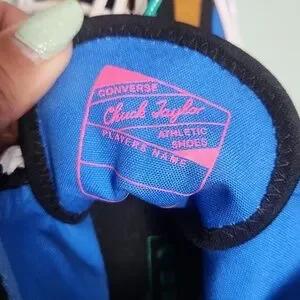 CONVERSE
Chuck Taylor
ATHLETIC
SHOES
PLAYERS NAME